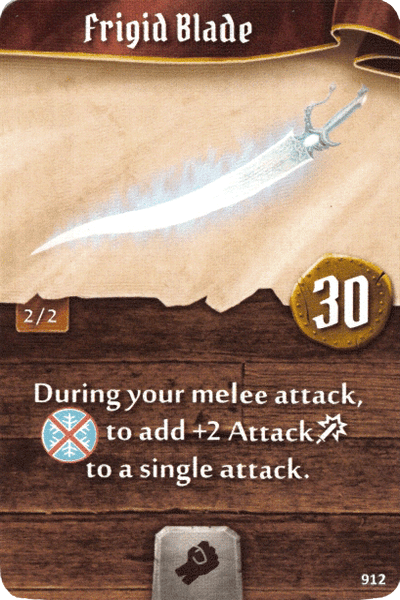 Frigid Blade
2/2
30
During your melee attack,
to add +2 Attack
to a single attack.
912